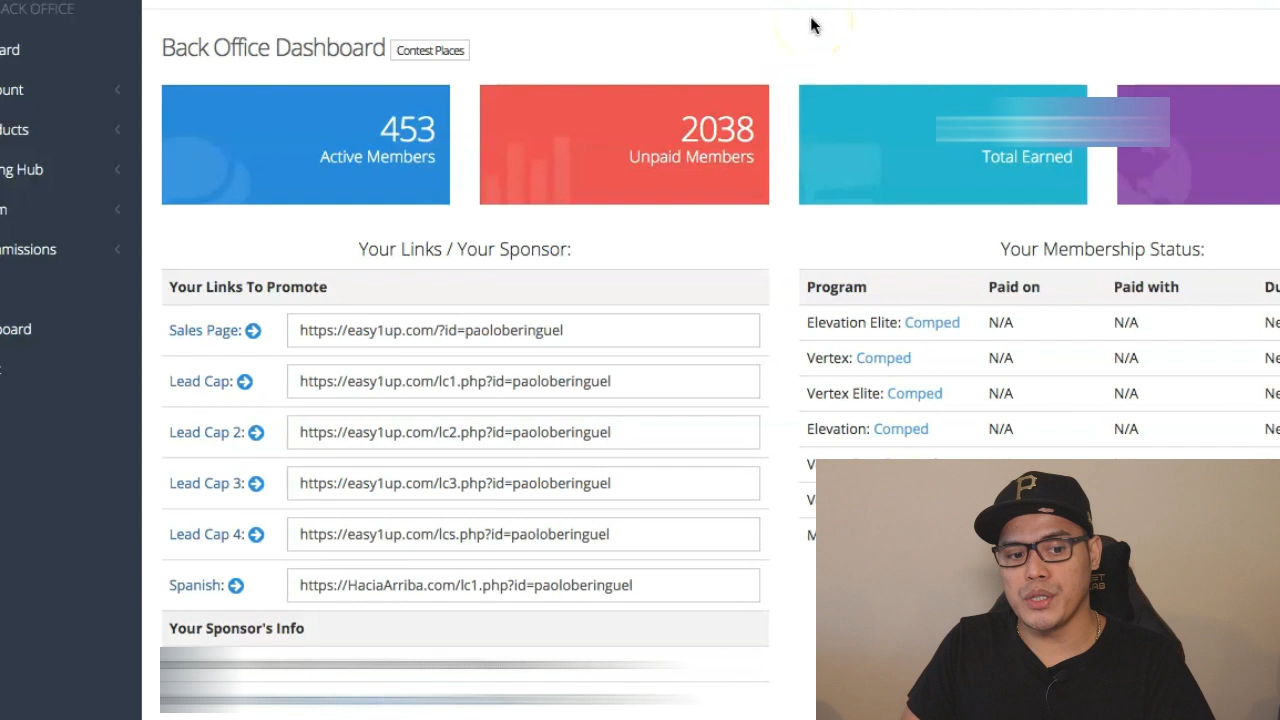 ACK OFFICE
ard
ount
ducts
ng Hub
m
missions
oard
Back Office Dashboard
Contest Places
453
Active Members
2038
Unpaid Members
Total Earned
Your Links / Your Sponsor:
Your Links To Promote
Sales Page: https://easy1up.com/?id=paoloberinguel
Lead Cap: https://easy1up.com/lc1.php?id=paoloberinguel
Lead Cap 2: https://easy1up.com/lc2.php?id=paoloberinguel
Lead Cap 3: https://easy1up.com/lc3.php?id=paoloberinguel
Lead Cap 4: https://easy1up.com/lcs.php?id=paoloberinguel
Spanish: https://HaciaArriba.com/lc1.php?id=paoloberinguel
Your Sponsor's Info
Your Membership Status:
Program Paid on Paid with Du
Elevation Elite: Comped N/A N/A Ne
Vertex: Comped N/A N/A Ne
Vertex Elite: Comped N/A N/A Ne
Elevation: Comped N/A N/A Ne
P